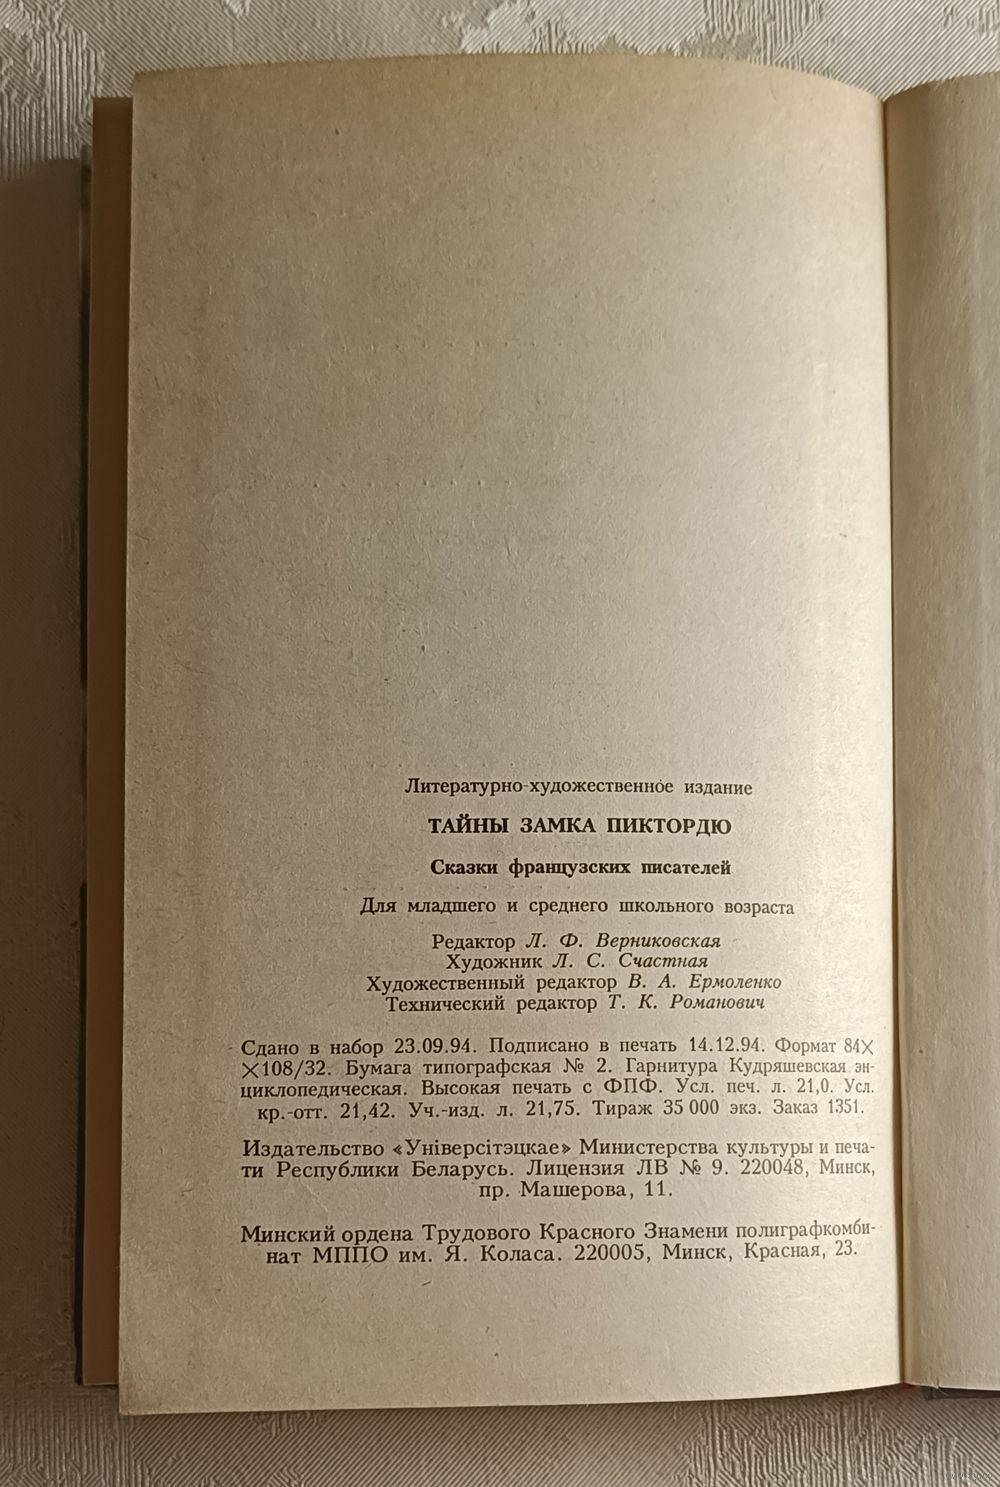 Литературно-художественное издание
ТАЙНЫ ЗАМКА ПИКТОРДЮ
Сказки французских писателей
Для младшего и среднего школьного возраста
Редактор Л. Ф. Верниковская
Художник Л. С. Счастная
Художественный редактор В. А. Ермоленко
Технический редактор Т. К. Романович
Сдано в набор 23.09.94. Подписано в печать 14.12.94. Формат 84×
×108/32. Бумага типографская № 2. Гарнитура Кудряшевская эн-
циклопедическая. Высокая печать с ФПФ. Усл. печ. л. 21,0. Усл.
кр.-отт. 21,42. Уч.-изд. л. 21,75. Тираж 35 000 экз. Заказ 1351.
Издательство «Універсітэцкае» Министерства культуры и печа-
ти Республики Беларусь. Лицензия ЛВ № 9. 220048, Минск,
пр. Машерова, 11.
Минский ордена Трудового Красного Знамени полиграфкомби-
нат МППО им. Я. Коласа. 220005, Минск, Красная, 23.